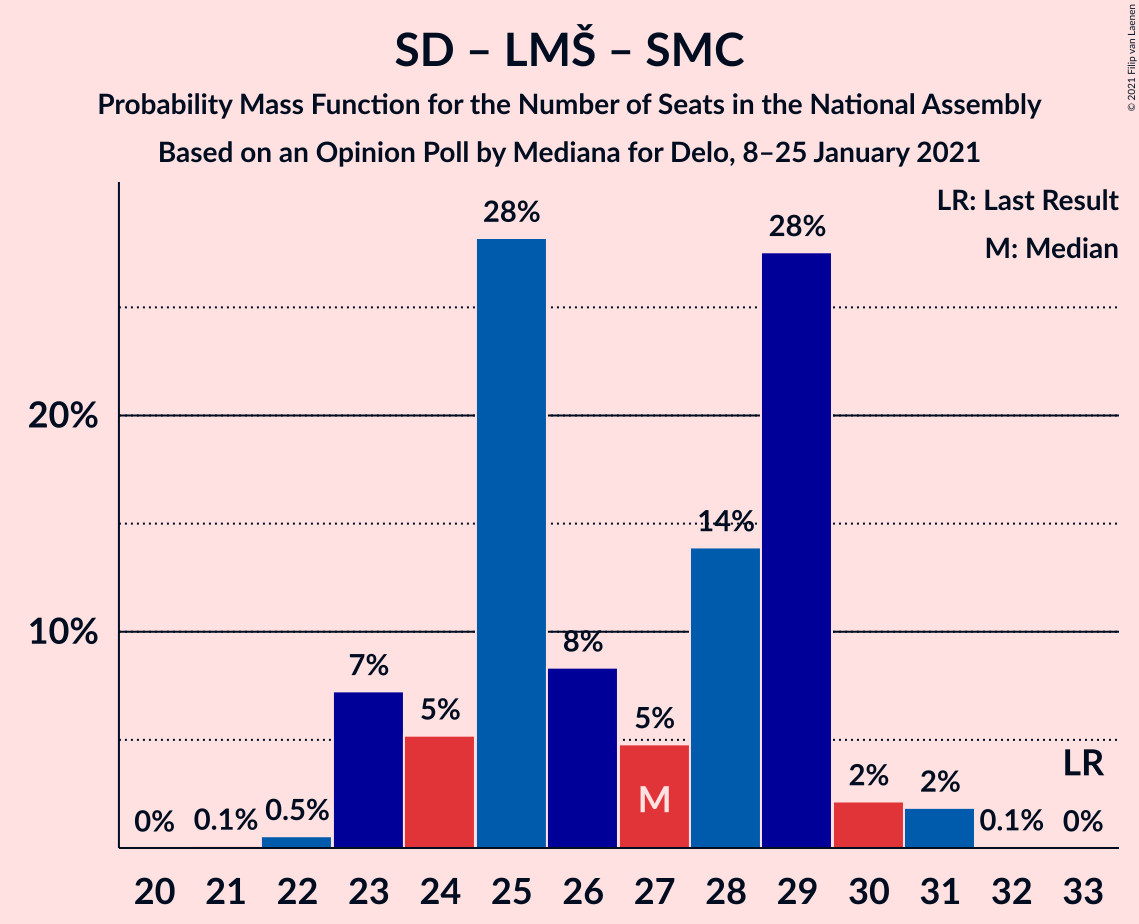 SD – LMŠ – SMC
Probability Mass Function for the Number of Seats in the National Assembly
Based on an Opinion Poll by Mediana for Delo, 8–25 January 2021
© 2021 Filip van Laenen
LR: Last Result
M: Median
20%
10%
0%
0.1%
0.5%
7%
5%
28%
8%
5%
M
14%
28%
2%
2%
0.1%
LR
0%
20 21 22 23 24 25 26 27 28 29 30 31 32 33